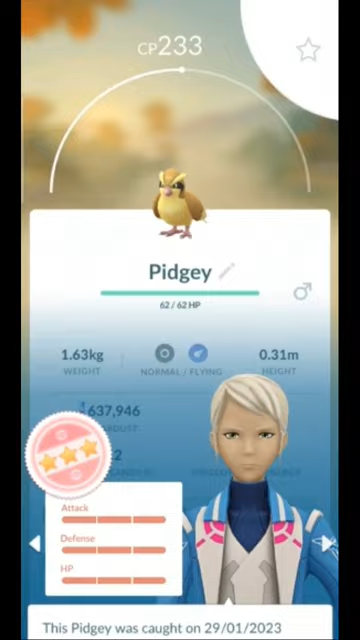 CP233
Pidgey
62 / 62 HP
1.63kg
WEIGHT
NORMAL / FLYING
0.31m
HEIGHT
637,946
Attack
Defense
HP
This Pidgey was caught on 29/01/2023